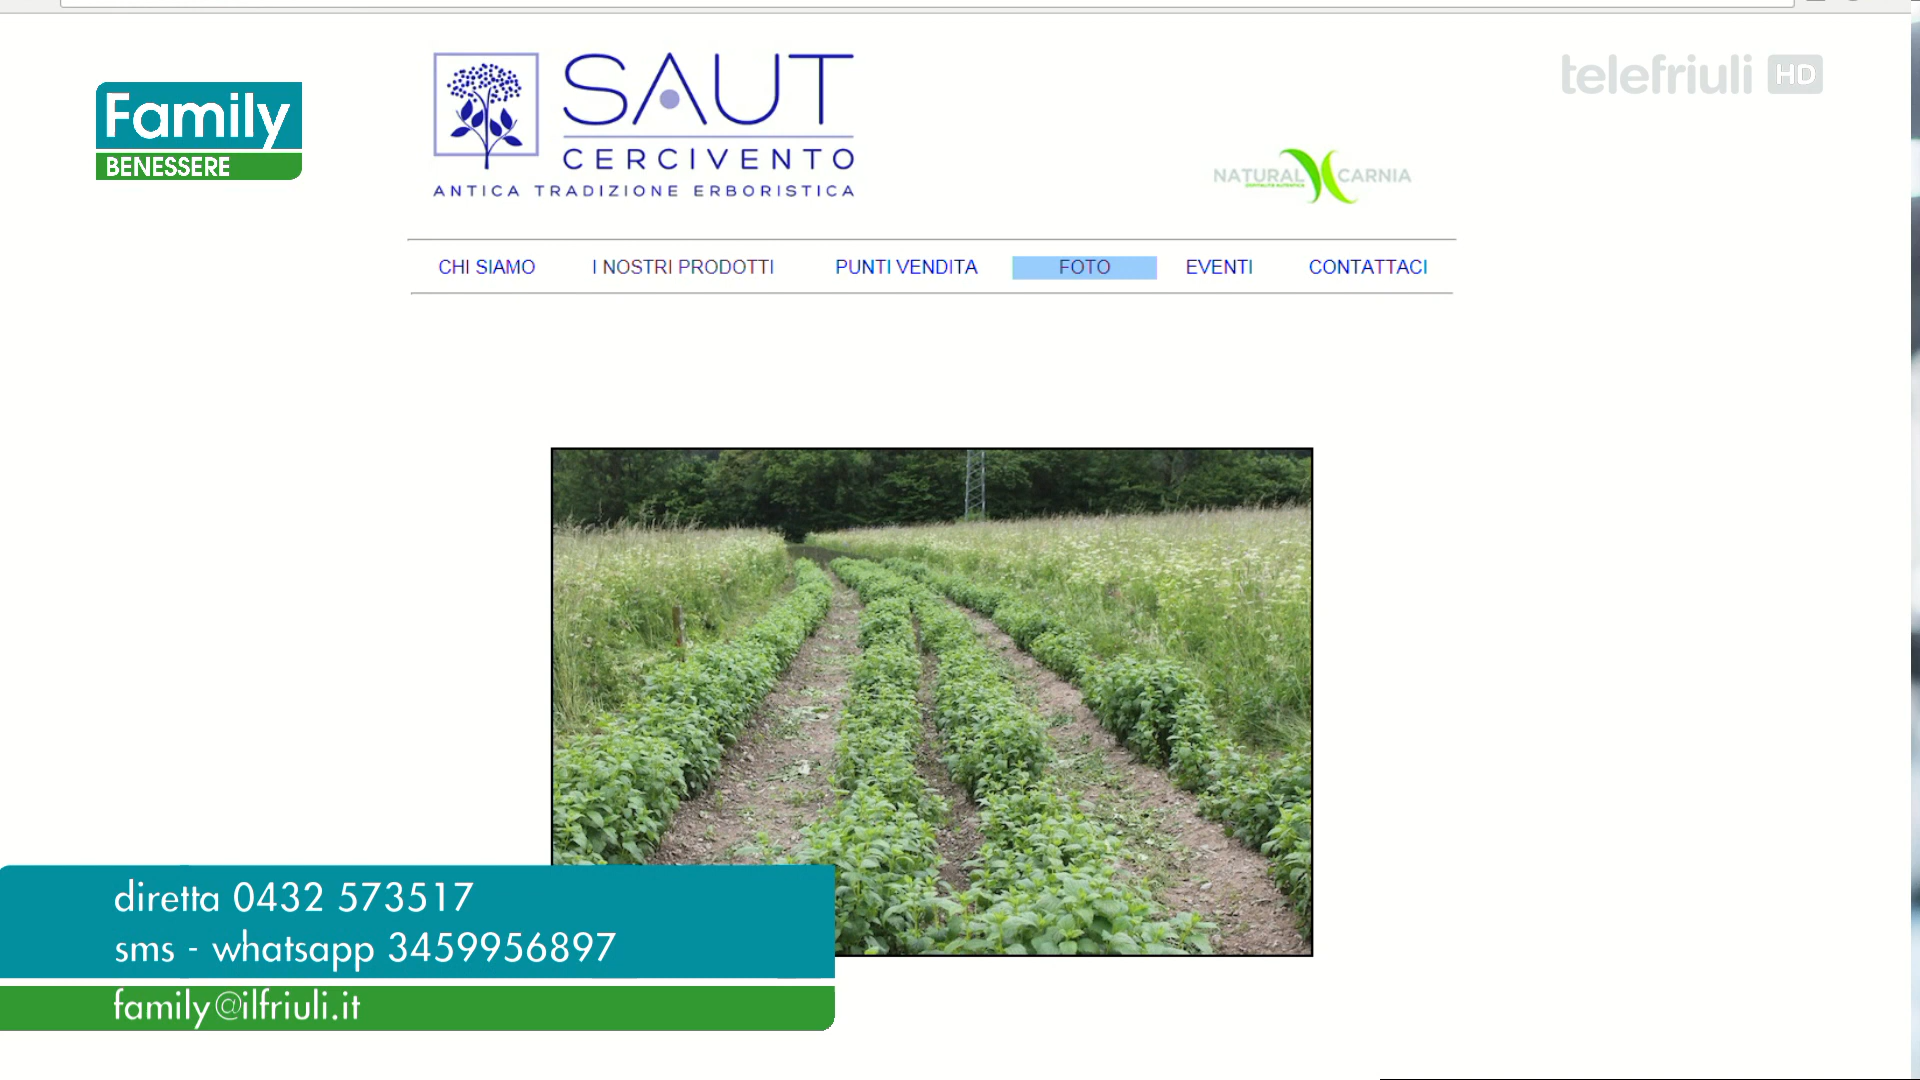 Family
BENESSERE
SAUT
CERCIVENTO
ANTICA TRADIZIONE ERBORISTICA
telefriuli HD
NATURAL CARNIA
CHI SIAMO I NOSTRI PRODOTTI PUNTI VENDITA FOTO EVENTI CONTATTACI
diretta 0432 573517
sms - whatsapp 3459956897
family@ilfriuli.it